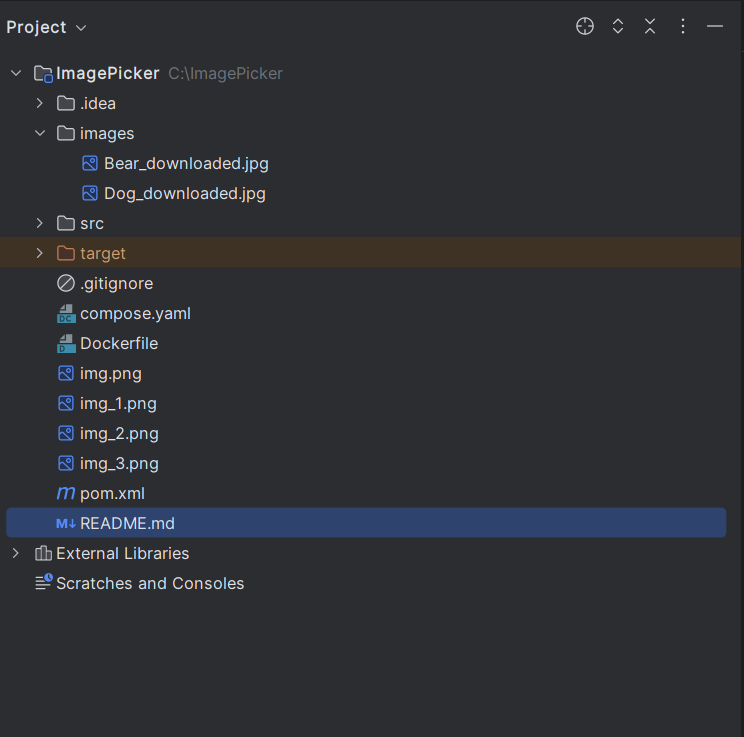 Project
ImagePicker C:\ImagePicker
.idea
images
Bear_downloaded.jpg
Dog_downloaded.jpg
src
target
.gitignore
DC compose.yaml
D Dockerfile
img.png
img_1.png
img_2.png
img_3.png
m pom.xml
M↓ README.md
External Libraries
Scratches and Consoles